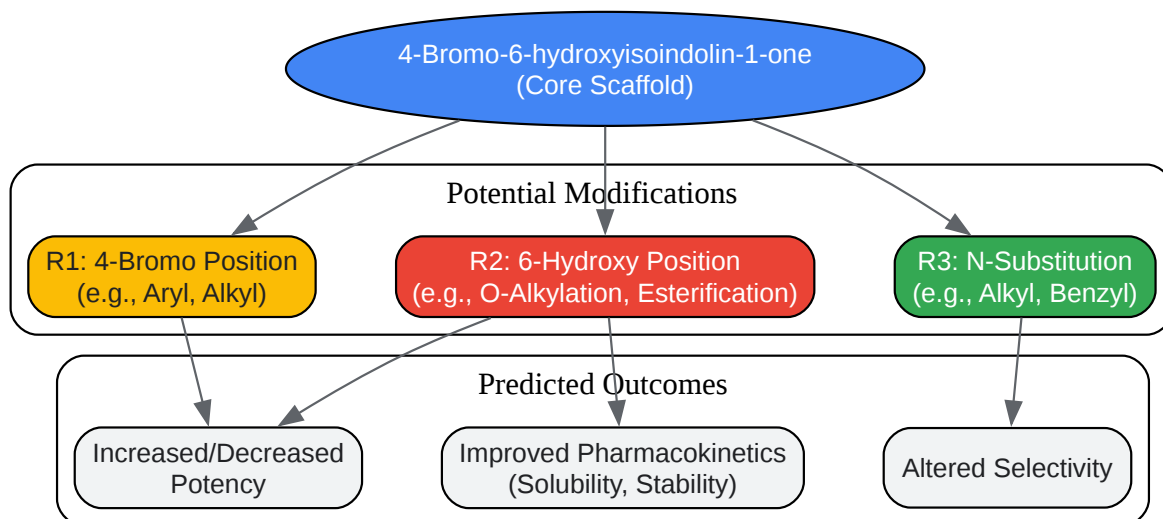 4-Bromo-6-hydroxyisoindolin-1-one
(Core Scaffold)
Potential Modifications
R1: 4-Bromo Position
(e.g., Aryl, Alkyl)
R2: 6-Hydroxy Position
(e.g., O-Alkylation, Esterification)
R3: N-Substitution
(e.g., Alkyl, Benzyl)
Predicted Outcomes
Increased/Decreased
Potency
Improved Pharmacokinetics
(Solubility, Stability)
Altered Selectivity